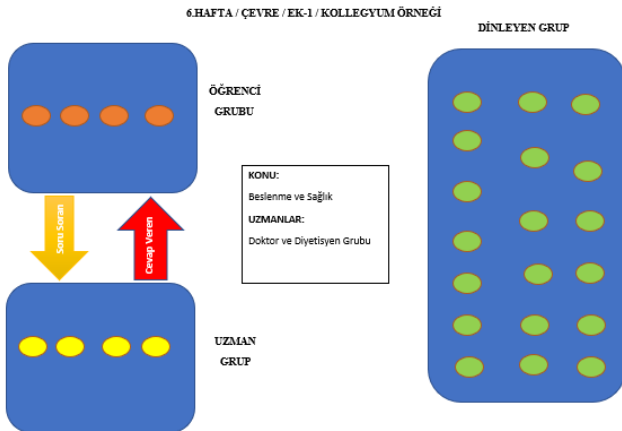 6.HAFTA / ÇEVRE / EK-1 / KOLLEGYUM ÖRNEĞİ
DİNLEYEN GRUP
ÖĞRENCİ
GRUBU
KONU:
Beslenme ve Sağlık
UZMANLAR:
Doktor ve Diyetisyen Grubu
Soru Soran
Cevap Veren
UZMAN
GRUP